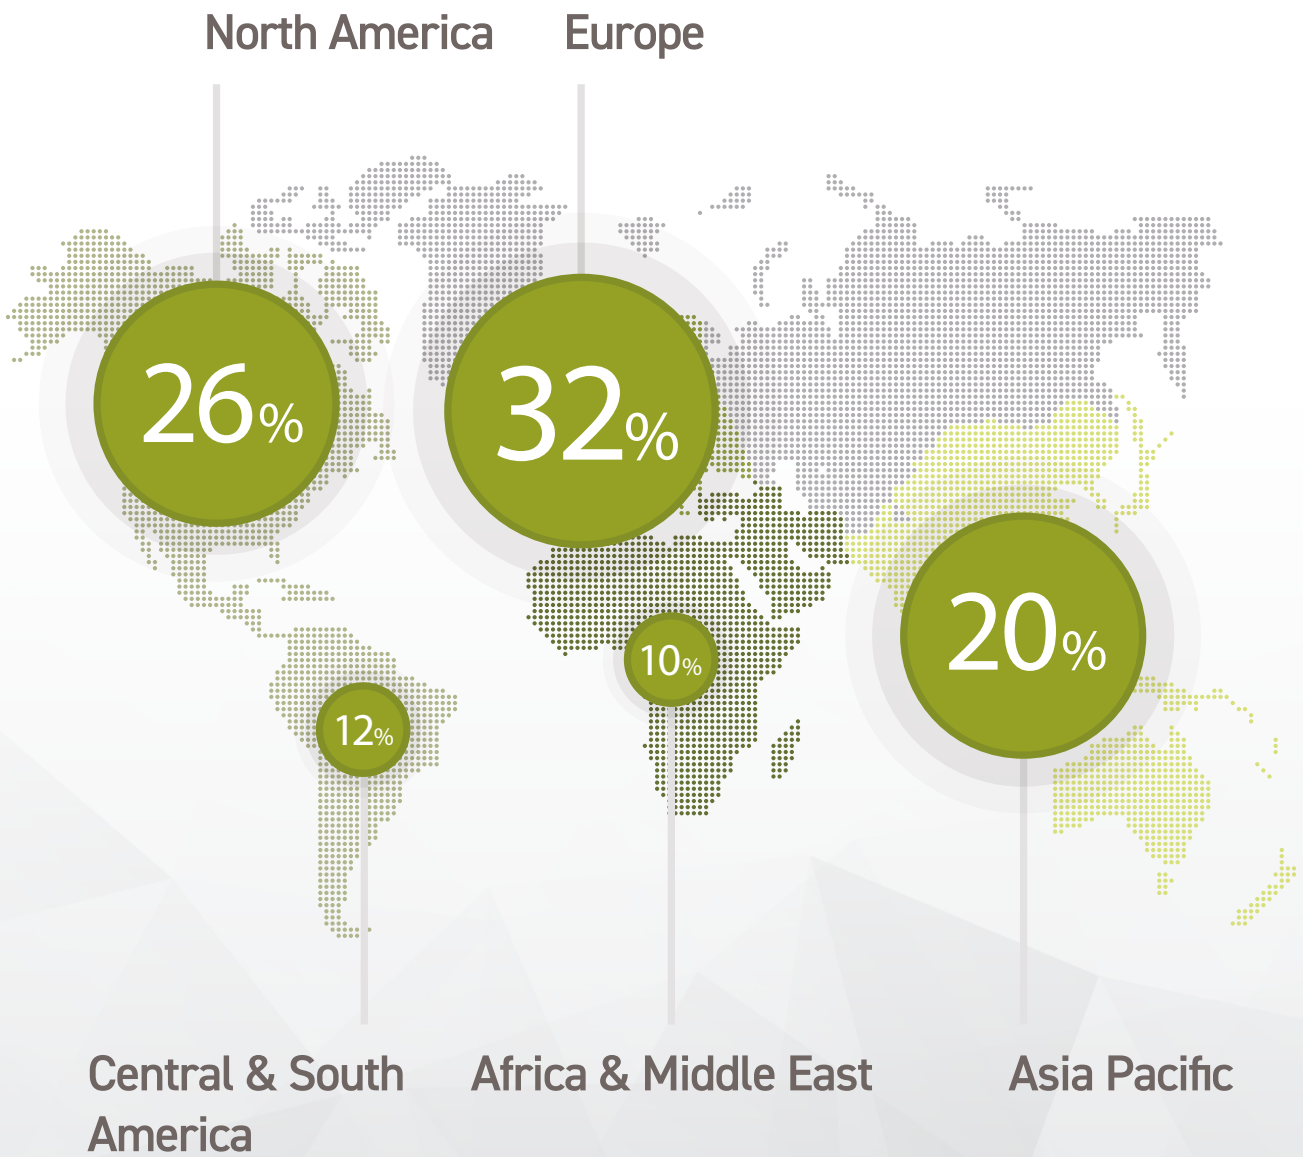 North America
Europe
26%
32%
20%
10%
12%
Central & South
America
Africa & Middle East
Asia Pacific